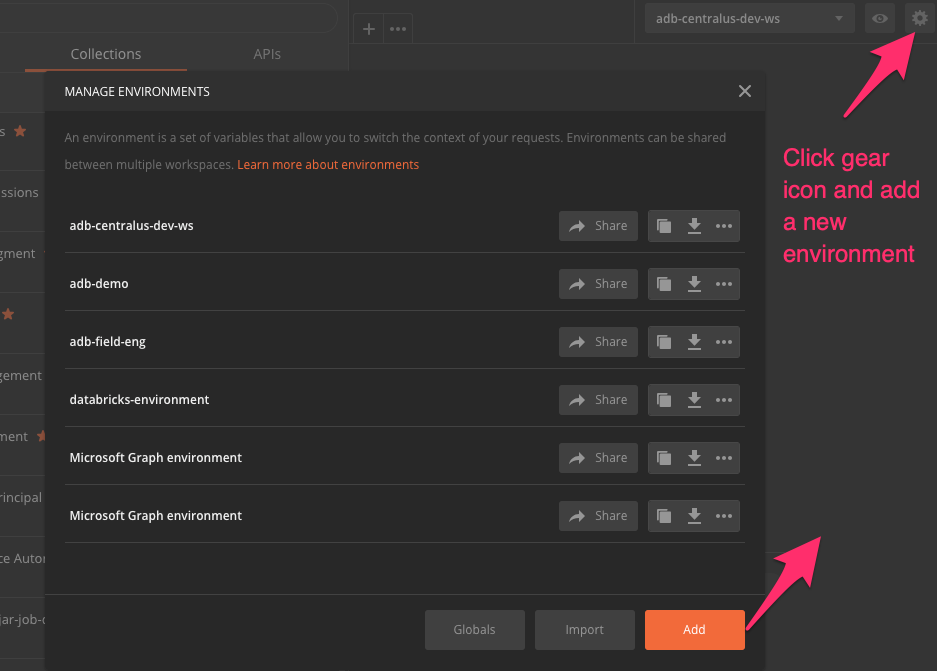 adb-centralus-dev-ws
Collections
APIs
MANAGE ENVIRONMENTS
An environment is a set of variables that allow you to switch the context of your requests. Environments can be shared
between multiple workspaces. Learn more about environments
adb-centralus-dev-ws
Share
adb-demo
Share
adb-field-eng
Share
databricks-environment
Share
Microsoft Graph environment
Share
Microsoft Graph environment
Share
Globals
Import
Add
Click gear
icon and add
a new
environment
s
ssions
gment
gement
ment
rincipal
ce Autor
jar-job-c